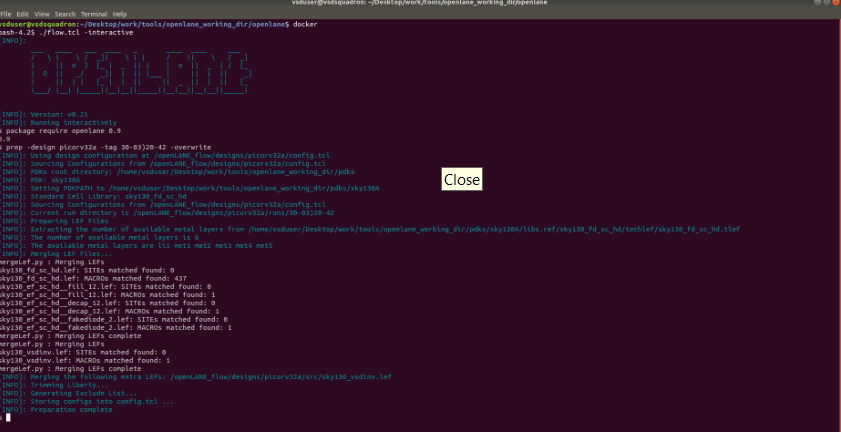 vsduser@vsdsquadron: ~/Desktop/work/tools/openlane_working_dir/openlane
File Edit View Search Terminal Help
vsduser@vsdsquadron:~/Desktop/work/tools/openlane_working_dir/openlane$ docker
bash-4.2$ ./flow.tcl -interactive
[INFO]:
OPENLANE
[INFO]: Version: v0.21
[INFO]: Running interactively
% package require openlane 0.9
0.9
% prep -design picorv32a -tag 30-03)20-42 -overwrite
[INFO]: Using design configuration at /openLANE_flow/designs/picorv32a/config.tcl
[INFO]: Sourcing Configurations from /openLANE_flow/designs/picorv32a/config.tcl
[INFO]: PDKs root directory: /home/vsduser/Desktop/work/tools/openlane_working_dir/pdks
[INFO]: PDK: sky130A
[INFO]: Setting PDKPATH to /home/vsduser/Desktop/work/tools/openlane_working_dir/pdks/sky130A
[INFO]: Standard Cell Library: sky130_fd_sc_hd
[INFO]: Sourcing Configurations from /openLANE_flow/designs/picorv32a/config.tcl
[INFO]: Current run directory is /openLANE_flow/designs/picorv32a/runs/30-03)20-42
[INFO]: Preparing LEF Files
[INFO]: Extracting the number of available metal layers from /home/vsduser/Desktop/work/tools/openlane_working_dir/pdks/sky130A/libs.ref/sky130_fd_sc_hd/techlef/sky130_fd_sc_hd.tlef
[INFO]: The number of available metal layers is 6
[INFO]: The available metal layers are li1 met1 met2 met3 met4 met5
[INFO]: Merging LEF Files...
mergeLef.py : Merging LEFs
sky130_fd_sc_hd.lef: SITEs matched found: 0
sky130_fd_sc_hd.lef: MACROs matched found: 437
sky130_ef_sc_hd__fill_12.lef: SITEs matched found: 0
sky130_ef_sc_hd__fill_12.lef: MACROs matched found: 1
sky130_ef_sc_hd__decap_12.lef: SITEs matched found: 0
sky130_ef_sc_hd__decap_12.lef: MACROs matched found: 1
sky130_ef_sc_hd__fakediode_2.lef: SITEs matched found: 0
sky130_ef_sc_hd__fakediode_2.lef: MACROs matched found: 1
mergeLef.py : Merging LEFs complete
mergeLef.py : Merging LEFs
sky130_vsdinv.lef: SITEs matched found: 0
sky130_vsdinv.lef: MACROs matched found: 1
mergeLef.py : Merging LEFs complete
[INFO]: Merging the following extra LEFs: /openLANE_flow/designs/picorv32a/src/sky130_vsdinv.lef
[INFO]: Trimming Liberty...
[INFO]: Generating Exclude List...
[INFO]: Storing configs into config.tcl ...
[INFO]: Preparation complete
%
Close